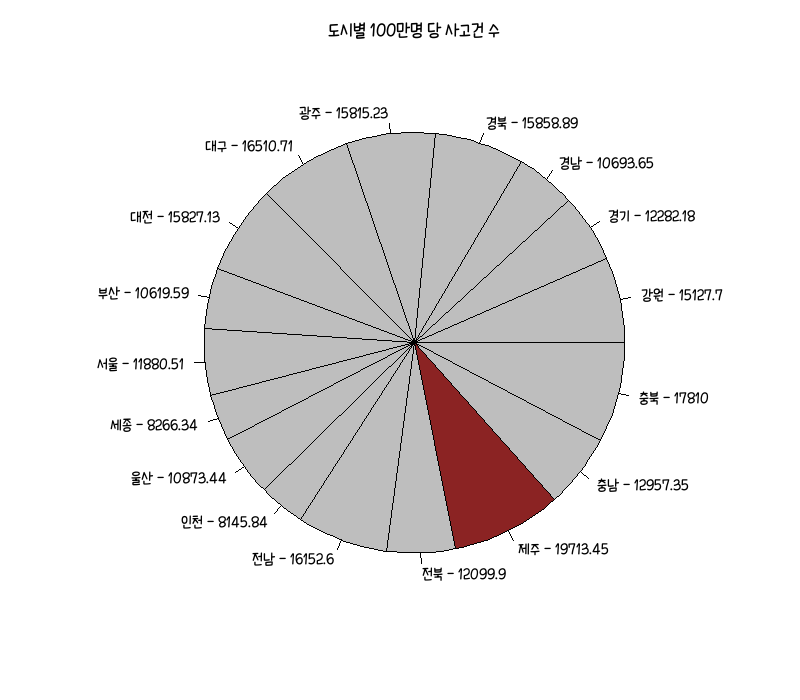 도시별 100만명 당 사고건 수
광주 - 15815.23
경북 - 15858.89
대구 - 16510.71
경남 - 10693.65
대전 - 15827.13
경기 - 12282.18
부산 - 10619.59
강원 - 15127.7
서울 - 11880.51
충북 - 17810
세종 - 8266.34
울산 - 10873.44
충남 - 12957.35
인천 - 8145.84
전남 - 16152.6
제주 - 19713.45
전북 - 12099.9